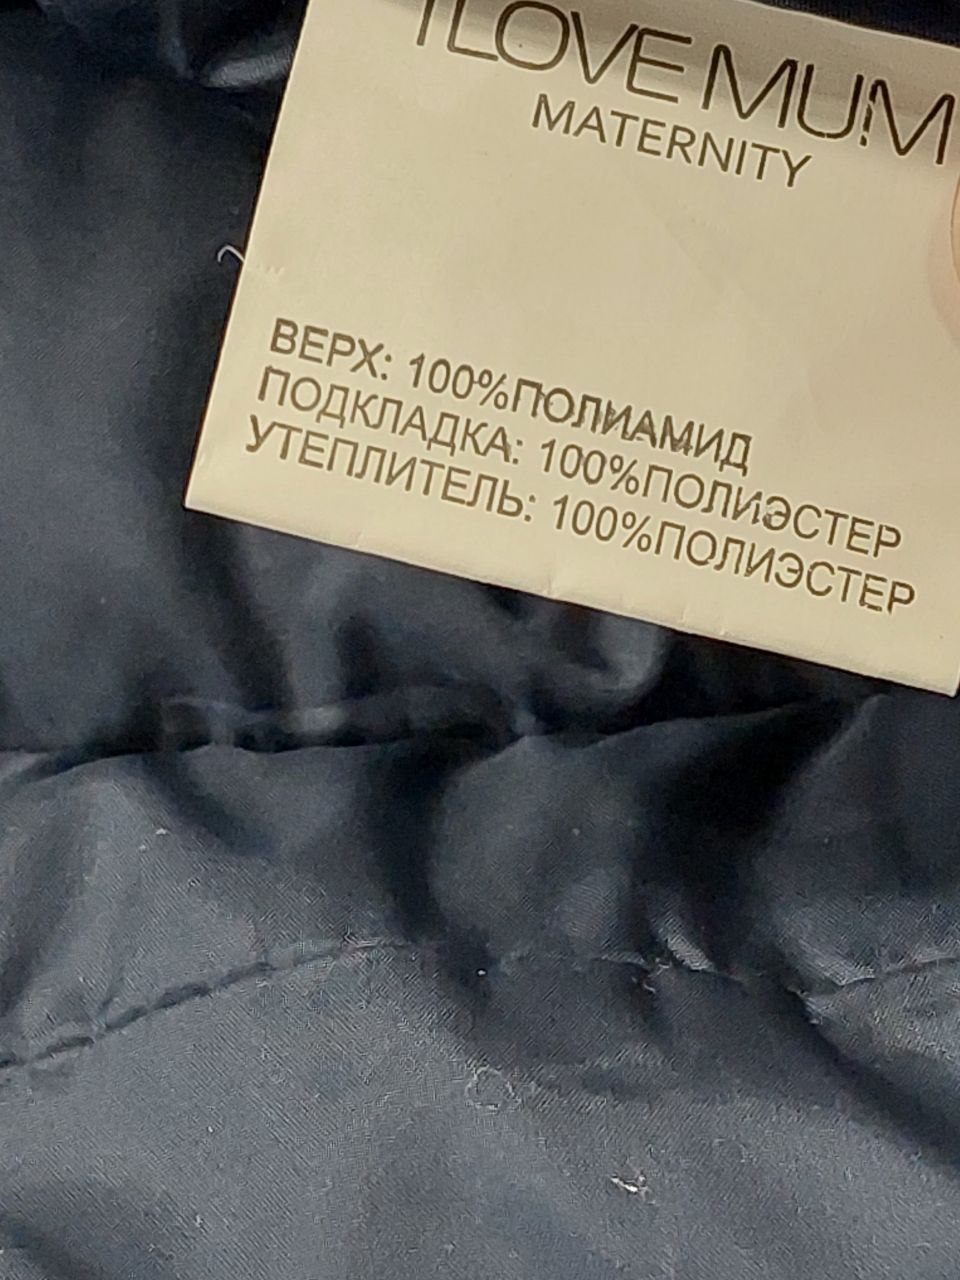 I LOVE MUM
MATERNITY
ВЕРХ: 100%ПОЛИАМИД
ПОДКЛАДКА: 100%ПОЛИЭСТЕР
УТЕПЛИТЕЛЬ: 100%ПОЛИЭСТЕР